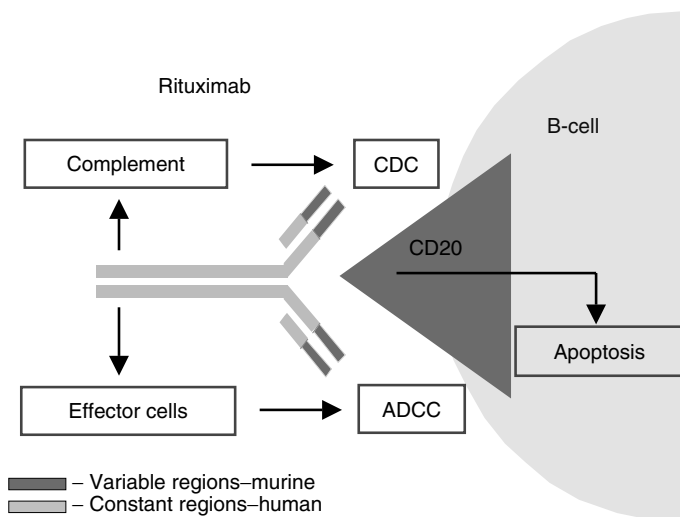 Rituximab
B-cell
Complement
CDC
CD20
Apoptosis
Effector cells
ADCC
– Variable regions–murine
– Constant regions–human